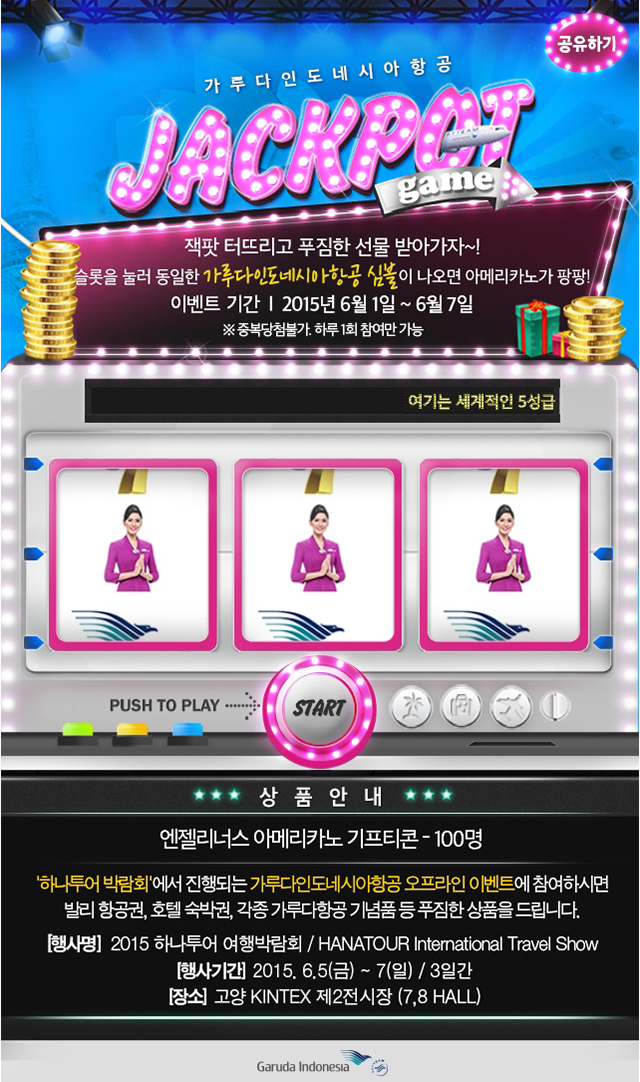 공유하기
가루다인도네시아항공
JACKPOT
game
잭팟 터뜨리고 푸짐한 선물 받아가자~!
슬롯을 눌러 동일한 가루다인도네시아항공 심볼이 나오면 아메리카노가 팡팡!
이벤트 기간 ㅣ 2015년 6월 1일 ~ 6월 7일
※ 중복당첨불가. 하루 1회 참여만 가능
여기는 세계적인 5성급
PUSH TO PLAY
START
상품안내
엔젤리너스 아메리카노 기프티콘 - 100명
'하나투어 박람회'에서 진행되는 가루다인도네시아항공 오프라인 이벤트에 참여하시면
발리 항공권, 호텔 숙박권, 각종 가루다항공 기념품 등 푸짐한 상품을 드립니다.
[행사명] 2015 하나투어 여행박람회 / HANATOUR International Travel Show
[행사기간] 2015. 6.5(금) ~ 7(일) / 3일간
[장소] 고양 KINTEX 제2전시장 (7,8 HALL)
Garuda Indonesia